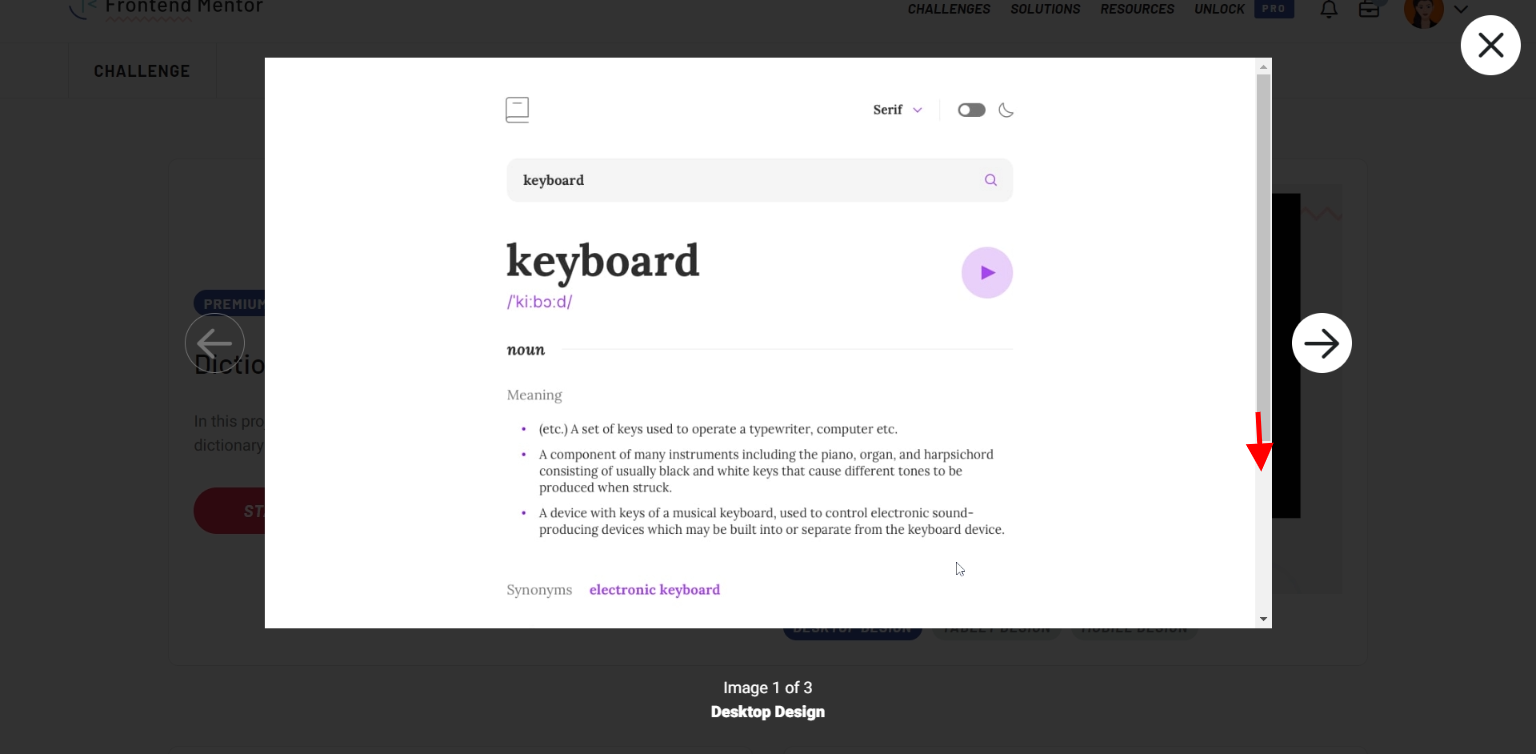 Frontend Mentor
CHALLENGES SOLUTIONS RESOURCES UNLOCK PRO
CHALLENGE
Serif
keyboard
keyboard
/ˈkiːbɔːd/
PREMIUM
noun
Dictio
Meaning
In this pro
dictionary
(etc.) A set of keys used to operate a typewriter, computer etc.
A component of many instruments including the piano, organ, and harpsichord
consisting of usually black and white keys that cause different tones to be
produced when struck.
STA
A device with keys of a musical keyboard, used to control electronic sound-
producing devices which may be built into or separate from the keyboard device.
Synonyms electronic keyboard
DESKTOP DESIGN TABLET DESIGN MOBILE DESIGN
Image 1 of 3
Desktop Design